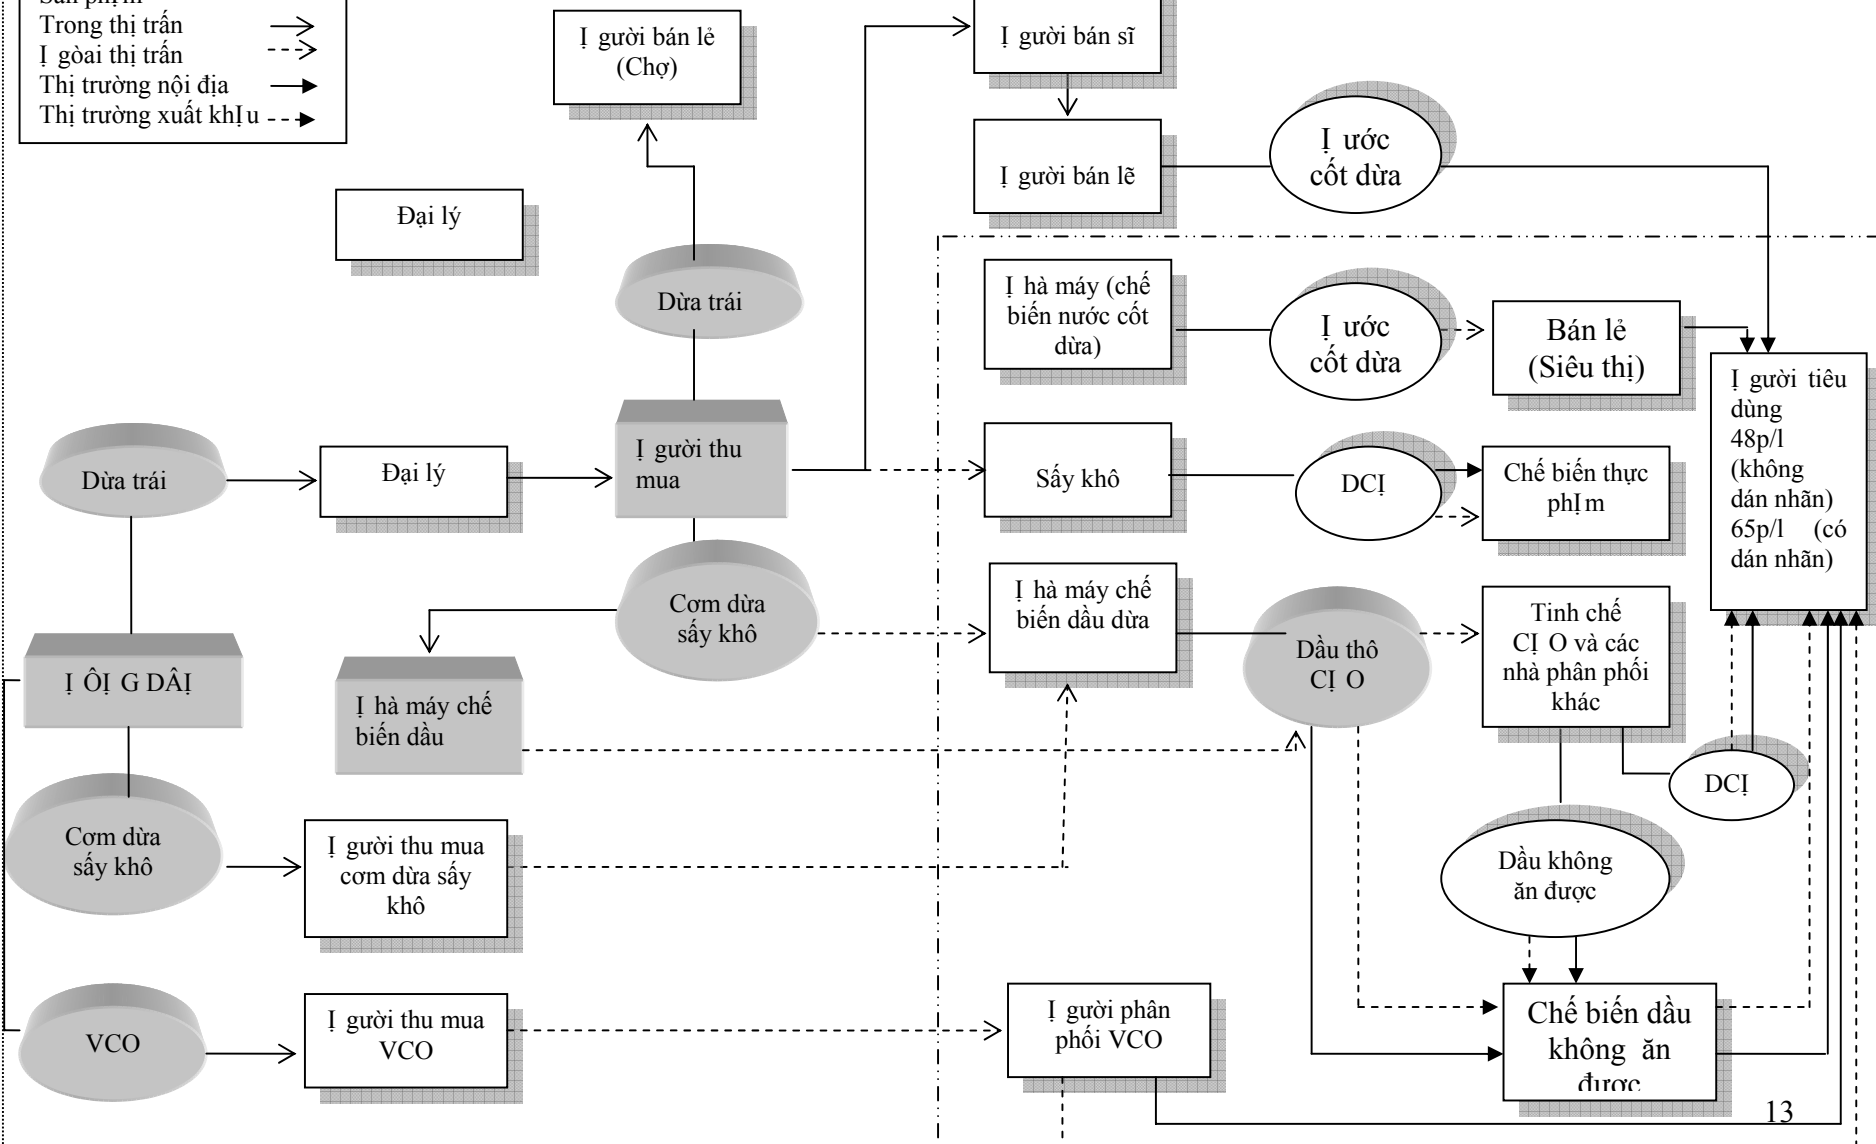 Sản phẩm
Trong thị trấn
Ị gòai thị trấn
Thị trường nội địa
Thị trường xuất khỊu
Ị gười bán lẻ
(Chợ)
Ị gười bán sĩ
Ị gười bán lẽ
Ị ước
cốt dừa
Đại lý
Dừa trái
Ị hà máy (chế
biến nước cốt
dừa)
Ị ước
cốt dừa
Bán lẻ
(Siêu thị)
Ị gười tiêu
dùng
48p/l
(không
dán nhãn)
65p/l (có
dán nhãn)
Dừa trái
Đại lý
Ị gười thu
mua
Sấy khô
DCỊ
Chế biến thực
phỊm
Cơm dừa
sấy khô
Ị hà máy chế
biến dầu dừa
Dầu thô
CỊ O
Tinh chế
CỊ O và các
nhà phân phối
khác
Ị ÔỊ G DÂỊ
Ị hà máy chế
biến dầu
DCỊ
Cơm dừa
sấy khô
Ị gười thu mua
cơm dừa sấy
khô
Dầu không
ăn được
VCO
Ị gười thu mua
VCO
Ị gười phân
phối VCO
Chế biến dầu
không ăn
được
13